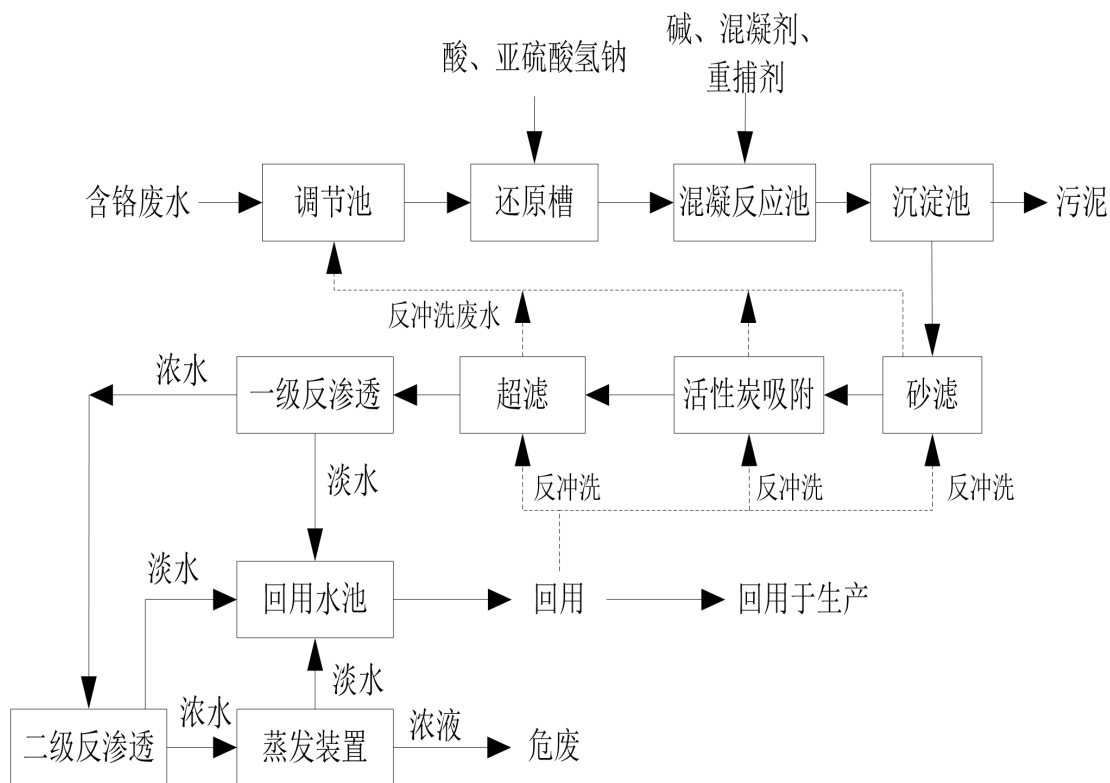 酸、亚硫酸氢钠
碱、混凝剂、
重捕剂
含铬废水
调节池
还原槽
混凝反应池
沉淀池
污泥
反冲洗废水
浓水
一级反渗透
超滤
活性炭吸附
砂滤
淡水
反冲洗
反冲洗
反冲洗
淡水
回用水池
回用
回用于生产
淡水
二级反渗透
浓水
蒸发装置
浓液
危废